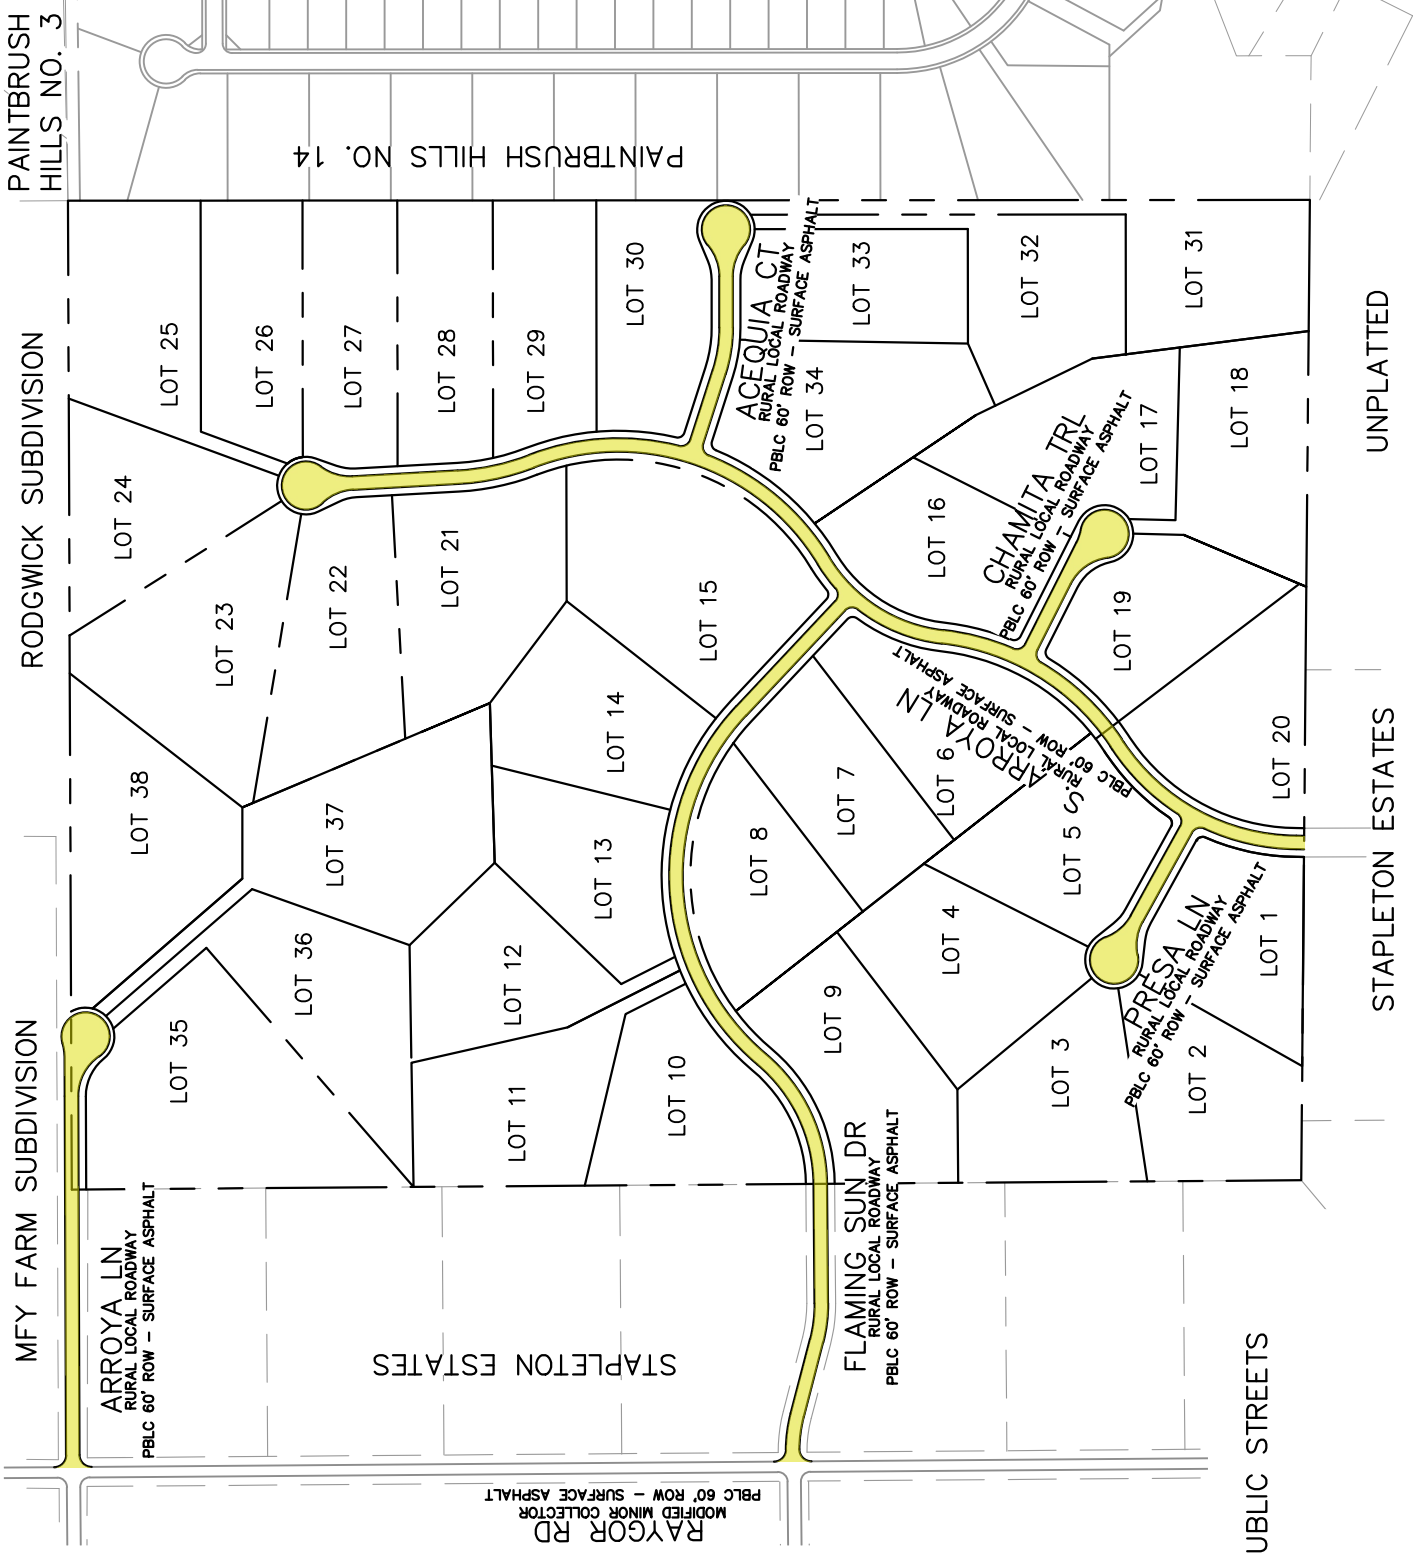 PAINTBRUSH
HILLS NO. 3
PAINTBRUSH HILLS NO. 14
RODGWICK SUBDIVISION
MFY FARM SUBDIVISION
UNPLATTED
STAPLETON ESTATES
STAPLETON ESTATES
UBLIC STREETS
LOT 25
LOT 26
LOT 27
LOT 28
LOT 29
LOT 30
ACEQUIA CT
RURAL LOCAL ROADWAY
PBLC 60' ROW – SURFACE ASPHALT
LOT 33
LOT 32
LOT 31
LOT 34
LOT 24
LOT 23
LOT 22
LOT 21
LOT 15
LOT 16
CHAMITA TRL
RURAL LOCAL ROADWAY
PBLC 60' ROW – SURFACE ASPHALT
LOT 17
LOT 18
LOT 19
LOT 20
LOT 38
LOT 37
LOT 14
LOT 13
LOT 8
LOT 7
LOT 6
S. ARROYA LN
RURAL LOCAL ROADWAY
PBLC 60' ROW – SURFACE ASPHALT
LOT 5
LOT 36
LOT 12
LOT 9
LOT 4
PRESA LN
RURAL LOCAL ROADWAY
PBLC 60' ROW – SURFACE ASPHALT
LOT 1
LOT 35
LOT 11
LOT 10
LOT 3
LOT 2
ARROYA LN
RURAL LOCAL ROADWAY
PBLC 60' ROW – SURFACE ASPHALT
FLAMING SUN DR
RURAL LOCAL ROADWAY
PBLC 60' ROW – SURFACE ASPHALT
RAYGOR RD
MODIFIED MINOR COLLECTOR
PBLC 60' ROW – SURFACE ASPHALT